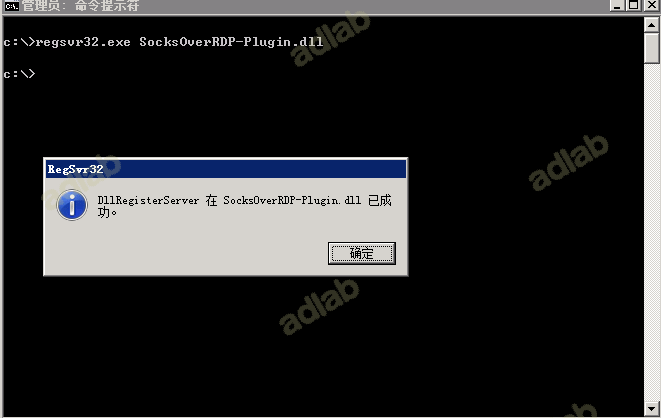 管理员: 命令提示符
c:\>regsvr32.exe SocksOverRDP-Plugin.dll
c:\>
RegSvr32
DllRegisterServer 在 SocksOverRDP-Plugin.dll 已成
功。
确定
adlab
adlab
adlab
adlab
adlab